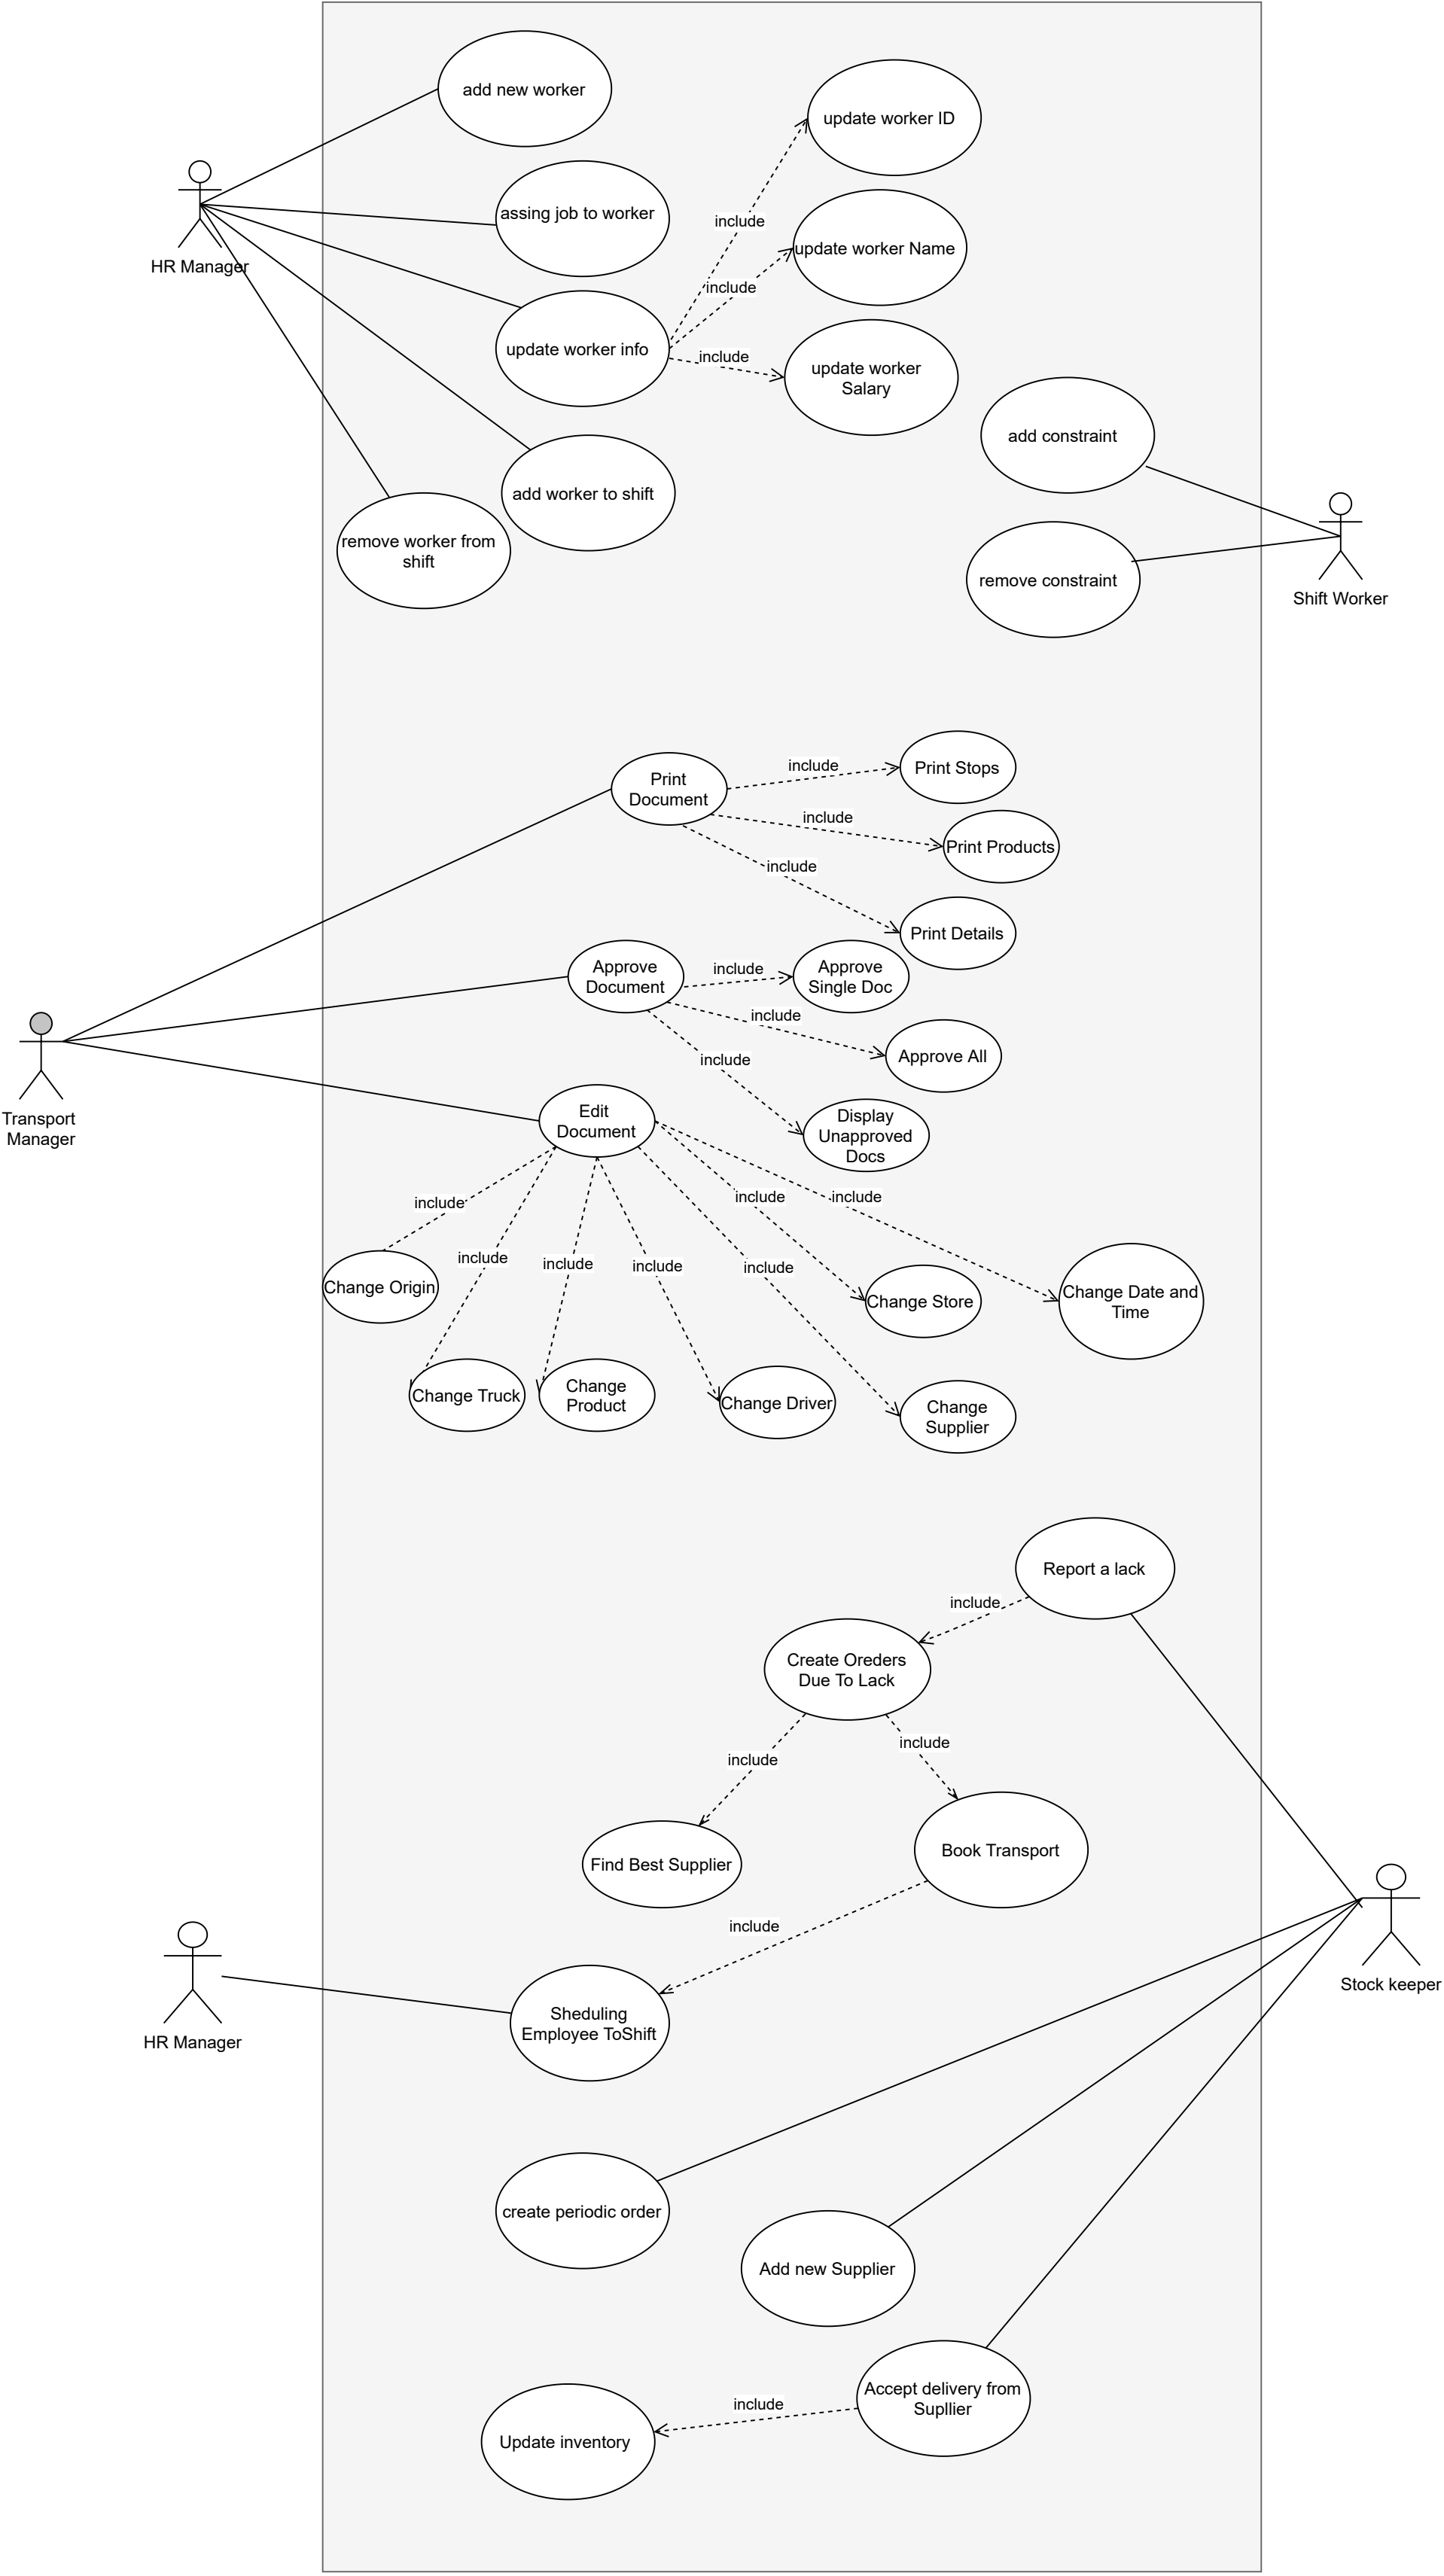 add new worker
update worker ID
assing job to worker
include
update worker Name
HR Manager
include
update worker info
include
update worker
Salary
add constraint
add worker to shift
remove worker from
shift
remove constraint
Shift Worker
Print
Document
include
Print Stops
include
Print Products
include
Print Details
Approve
Document
include
Approve
Single Doc
include
Approve All
include
Transport
Manager
Edit
Document
Display
Unapproved
Docs
include
include
include
include
include
include
include
Change Origin
Change Store
Change Date and
Time
Change Truck
Change
Product
Change Driver
Change
Supplier
Report a lack
include
Create Oreders
Due To Lack
include
include
Find Best Supplier
Book Transport
include
Stock keeper
HR Manager
Sheduling
Employee ToShift
create periodic order
Add new Supplier
Accept delivery from
Supllier
include
Update inventory